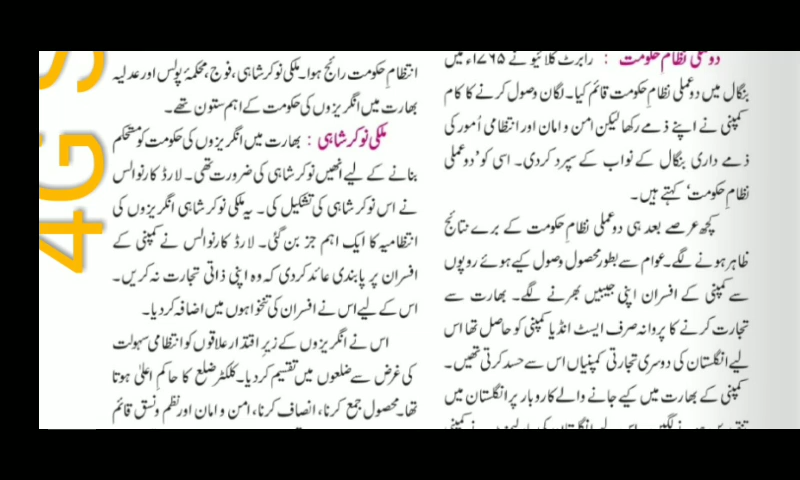 دو عملی نظامِ حکومت : رابرٹ کلائیو نے ۱۷۶۵ء میں
بنگال میں دو عملی نظامِ حکومت قائم کیا۔ لگان وصول کرنے کا کام
کمپنی نے اپنے ذمے رکھا لیکن امن و امان اور انتظامی اُمور کی
ذمے داری بنگال کے نواب کے سپرد کردی۔ اسی کو 'دو عملی
نظامِ حکومت' کہتے ہیں۔
کچھ عرصے بعد ہی دو عملی نظامِ حکومت کے برے نتائج
ظاہر ہونے لگے۔ عوام سے بطور محصول وصول کیے ہوئے روپوں
سے کمپنی کے افسران اپنی جیبیں بھرنے لگے۔ بھارت سے
تجارت کرنے کا پروانہ صرف ایسٹ انڈیا کمپنی کو حاصل تھا اس
لیے انگلستان کی دوسری تجارتی کمپنیاں اس سے حسد کرتی تھیں۔
کمپنی کے بھارت میں کیے جانے والے کاروبار پر انگلستان میں
انتظامِ حکومت رائج ہوا۔ ملکی نوکر شاہی، فوج، محکمۂ پولس اور عدلیہ
بھارت میں انگریزوں کی حکومت کے اہم ستون تھے۔
ملکی نوکر شاہی : بھارت میں انگریزوں کی حکومت کو مستحکم
بنانے کے لیے انھیں نوکر شاہی کی ضرورت تھی۔ لارڈ کارنوالس
نے اس نوکر شاہی کی تشکیل کی۔ یہ ملکی نوکر شاہی انگریزوں کی
انتظامیہ کا ایک اہم جز بن گئی۔ لارڈ کارنوالس نے کمپنی کے
افسران پر پابندی عائد کردی کہ وہ اپنی ذاتی تجارت نہ کریں۔
اس کے لیے اس نے افسران کی تنخواہوں میں اضافہ کردیا۔
اس نے انگریزوں کے زیرِ اقتدار علاقوں کو انتظامی سہولت
کی غرض سے ضلعوں میں تقسیم کردیا۔ کلکٹر ضلع کا حاکمِ اعلیٰ ہوتا
تھا۔ محصول جمع کرنا، انصاف کرنا، امن و امان اور نظم و نسق قائم
4G S